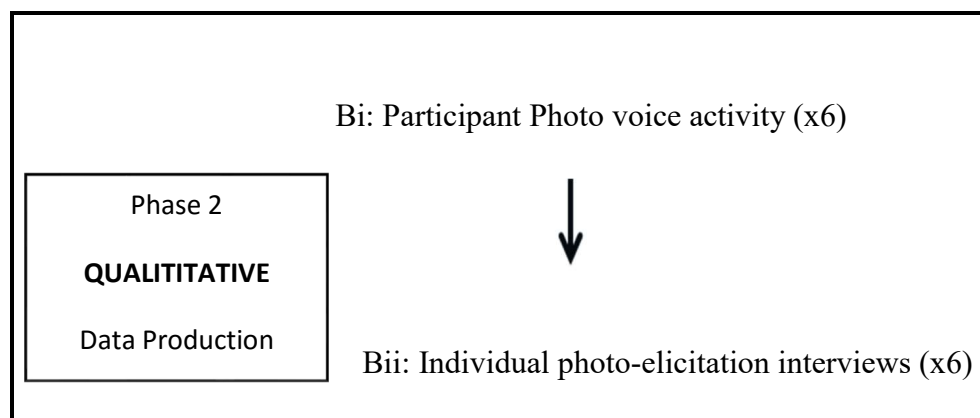 Bi: Participant Photo voice activity (x6)
Phase 2
QUALITITATIVE
Data Production
Bii: Individual photo-elicitation interviews (x6)